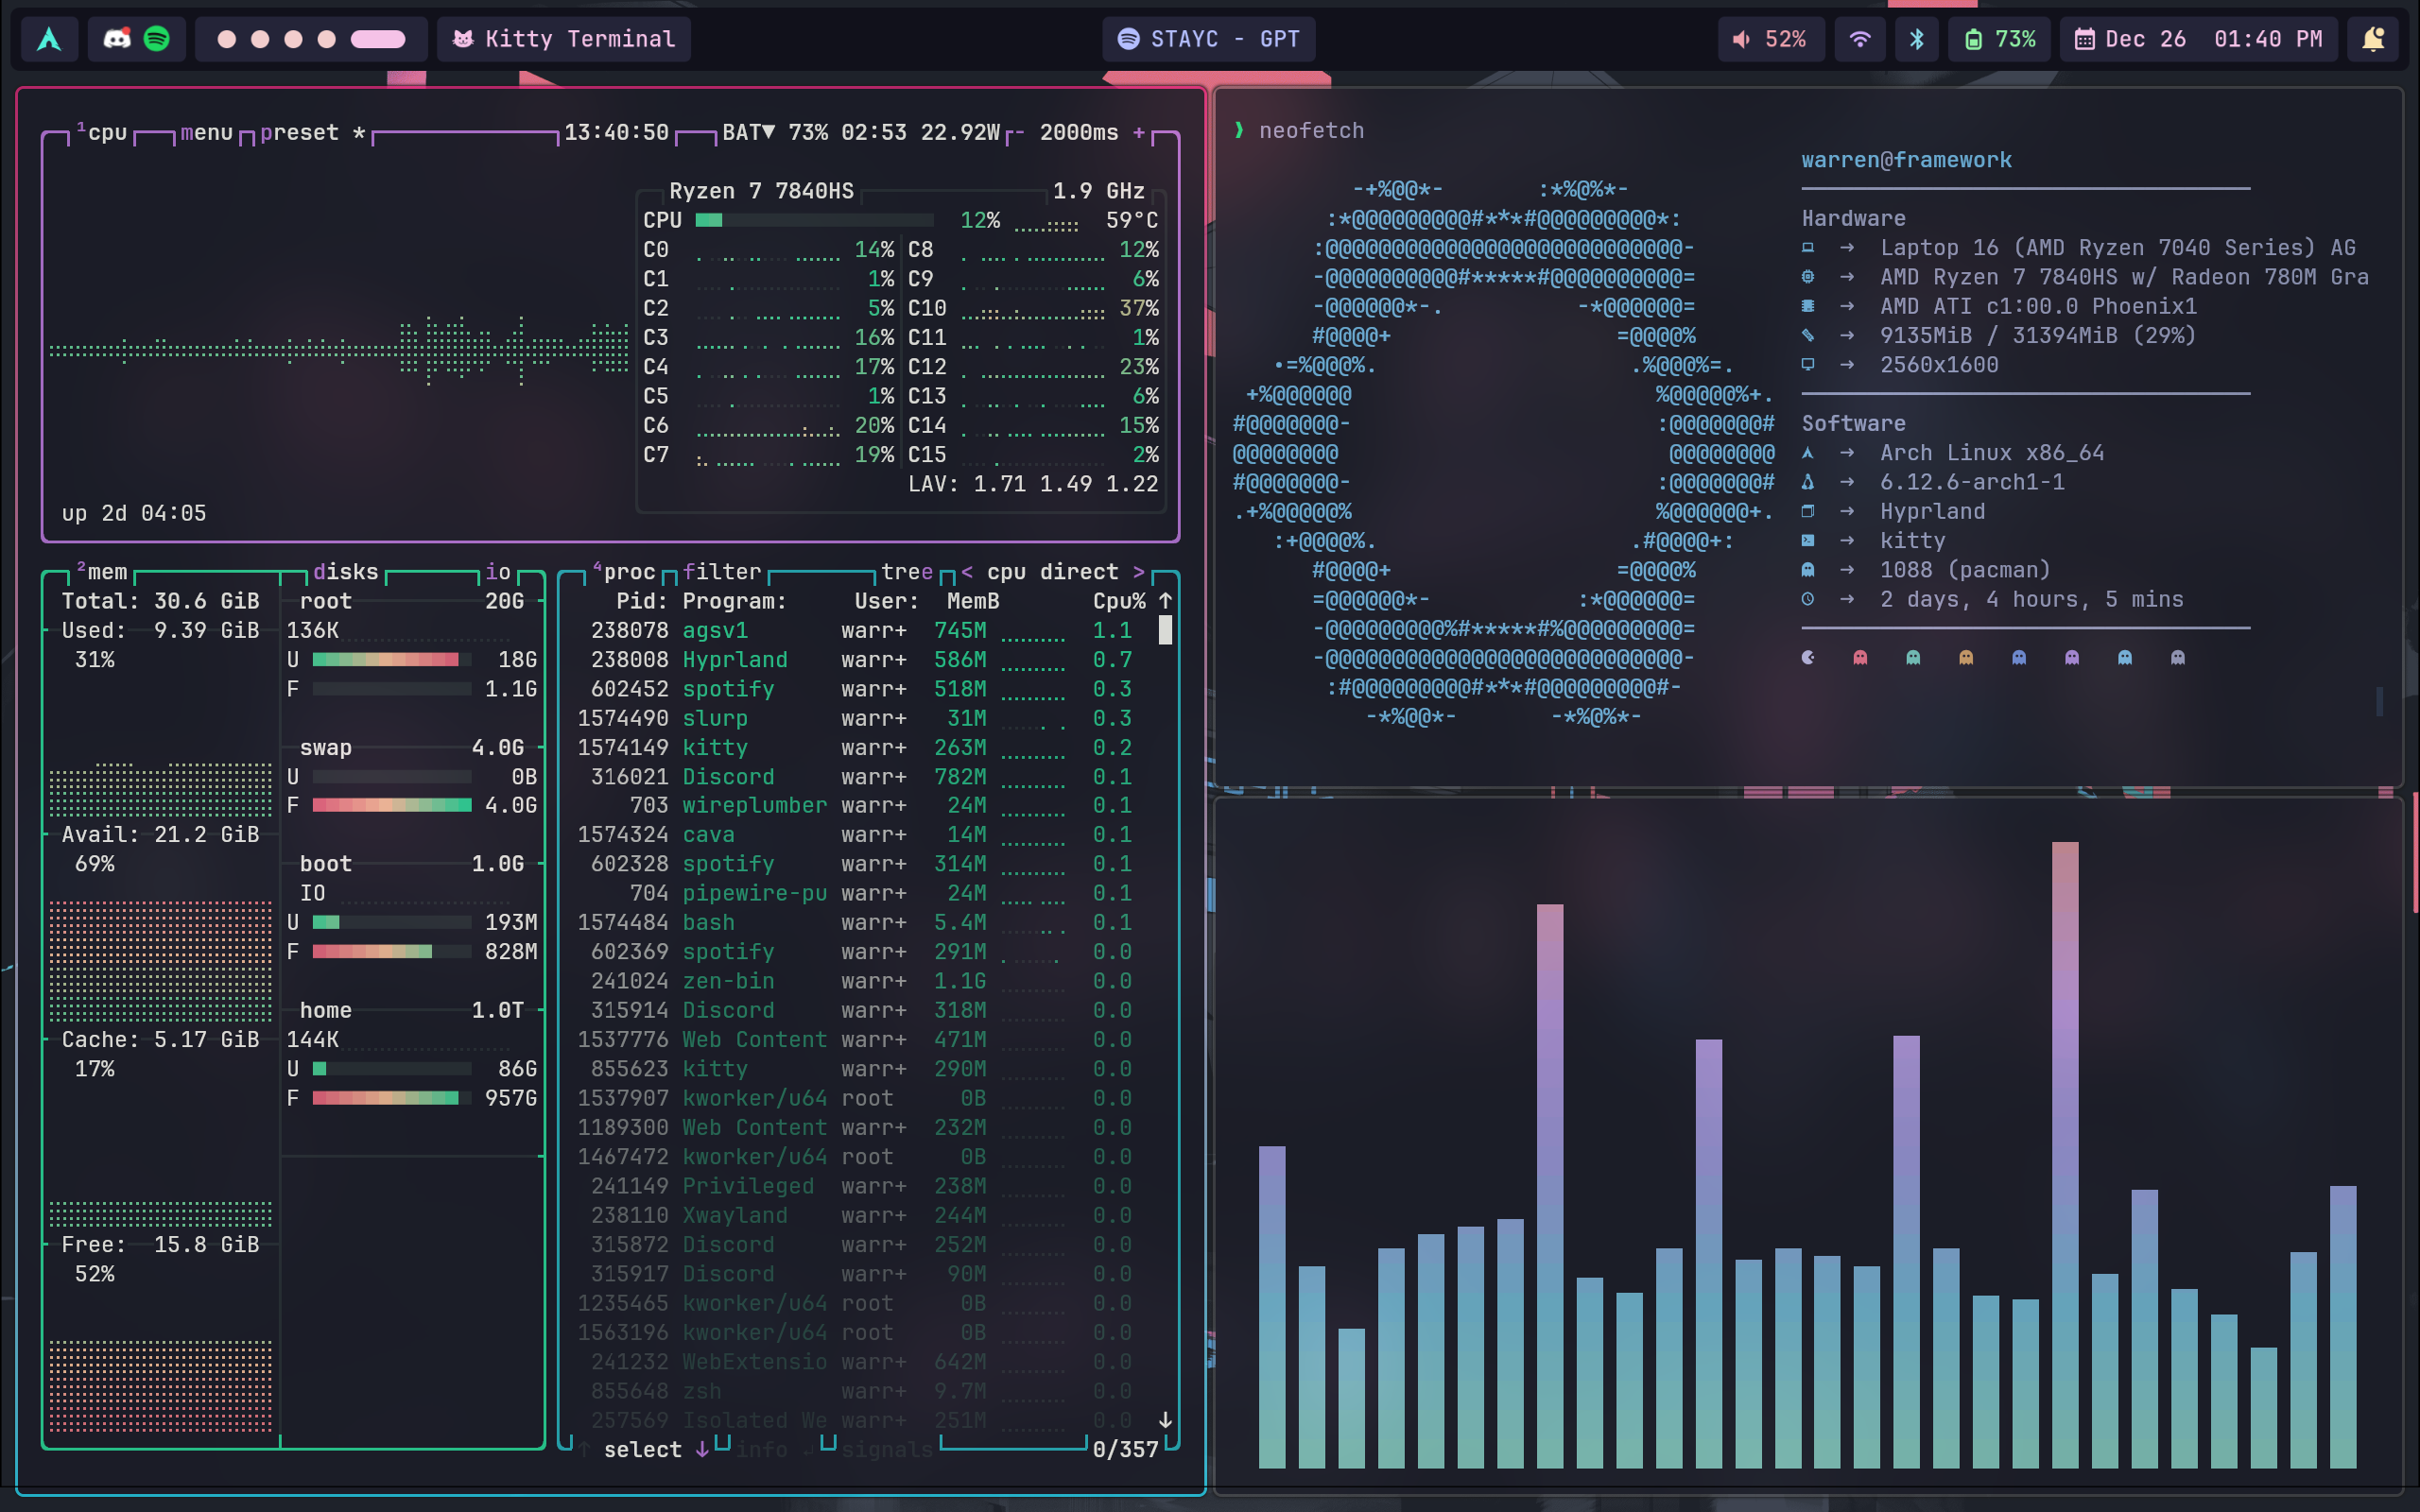 Kitty Terminal
STAYC - GPT
52%
73%
Dec 26 01:40 PM
¹cpu menu preset * 13:40:50 BAT▼ 73% 02:53 22.92W - 2000ms +
Ryzen 7 7840HS 1.9 GHz
CPU 12% 59°C
C0 14% C8 12%
C1 1% C9 6%
C2 5% C10 37%
C3 16% C11 1%
C4 17% C12 23%
C5 1% C13 6%
C6 20% C14 15%
C7 19% C15 2%
LAV: 1.71 1.49 1.22
up 2d 04:05
²mem disks io
Total: 30.6 GiB
Used: 9.39 GiB
31%
Avail: 21.2 GiB
69%
Cache: 5.17 GiB
17%
Free: 15.8 GiB
52%
root 20G
136K
U 18G
F 1.1G
swap 4.0G
U 0B
F 4.0G
boot 1.0G
IO
U 193M
F 828M
home 1.0T
144K
U 86G
F 957G
⁴proc filter tree < cpu direct >
Pid: Program: User: MemB Cpu% ↑
238078 agsv1 warr+ 745M 1.1
238008 Hyprland warr+ 586M 0.7
602452 spotify warr+ 518M 0.3
1574490 slurp warr+ 31M 0.3
1574149 kitty warr+ 263M 0.2
316021 Discord warr+ 782M 0.1
703 wireplumber warr+ 24M 0.1
1574324 cava warr+ 14M 0.1
602328 spotify warr+ 314M 0.1
704 pipewire-pu warr+ 24M 0.1
1574484 bash warr+ 5.4M 0.1
602369 spotify warr+ 291M 0.0
241024 zen-bin warr+ 1.1G 0.0
315914 Discord warr+ 318M 0.0
1537776 Web Content warr+ 471M 0.0
855623 kitty warr+ 290M 0.0
1537907 kworker/u64 root 0B 0.0
1189300 Web Content warr+ 232M 0.0
1467472 kworker/u64 root 0B 0.0
241149 Privileged warr+ 238M 0.0
238110 Xwayland warr+ 244M 0.0
315872 Discord warr+ 252M 0.0
315917 Discord warr+ 90M 0.0
1235465 kworker/u64 root 0B 0.0
1563196 kworker/u64 root 0B 0.0
241232 WebExtensio warr+ 642M 0.0
855648 zsh warr+ 9.7M 0.0
257569 Isolated We warr+ 251M 0.0 ↓
↑ select ↓ info ↲ signals 0/357
❯ neofetch
-+%@@*- :*%@%*-
:*@@@@@@@@@#***#@@@@@@@@@*:
:@@@@@@@@@@@@@@@@@@@@@@@@@@@-
-@@@@@@@@@@#*****#@@@@@@@@@@=
-@@@@@@*-. -*@@@@@@=
#@@@@+ =@@@@%
•=%@@@%. .%@@@%=.
+%@@@@@@ %@@@@@%+.
#@@@@@@@- :@@@@@@@#
@@@@@@@@ @@@@@@@@
#@@@@@@@- :@@@@@@@#
.+%@@@@@% %@@@@@@+.
:+@@@@%. .#@@@@+:
#@@@@+ =@@@@%
=@@@@@@*- :*@@@@@@=
-@@@@@@@@@%#*****#%@@@@@@@@@=
-@@@@@@@@@@@@@@@@@@@@@@@@@@@-
:#@@@@@@@@@#***#@@@@@@@@@#-
-*%@@*- -*%@%*-
warren@framework
Hardware
→ Laptop 16 (AMD Ryzen 7040 Series) AG
→ AMD Ryzen 7 7840HS w/ Radeon 780M Gra
→ AMD ATI c1:00.0 Phoenix1
→ 9135MiB / 31394MiB (29%)
→ 2560x1600
Software
→ Arch Linux x86_64
→ 6.12.6-arch1-1
→ Hyprland
→ kitty
→ 1088 (pacman)
→ 2 days, 4 hours, 5 mins